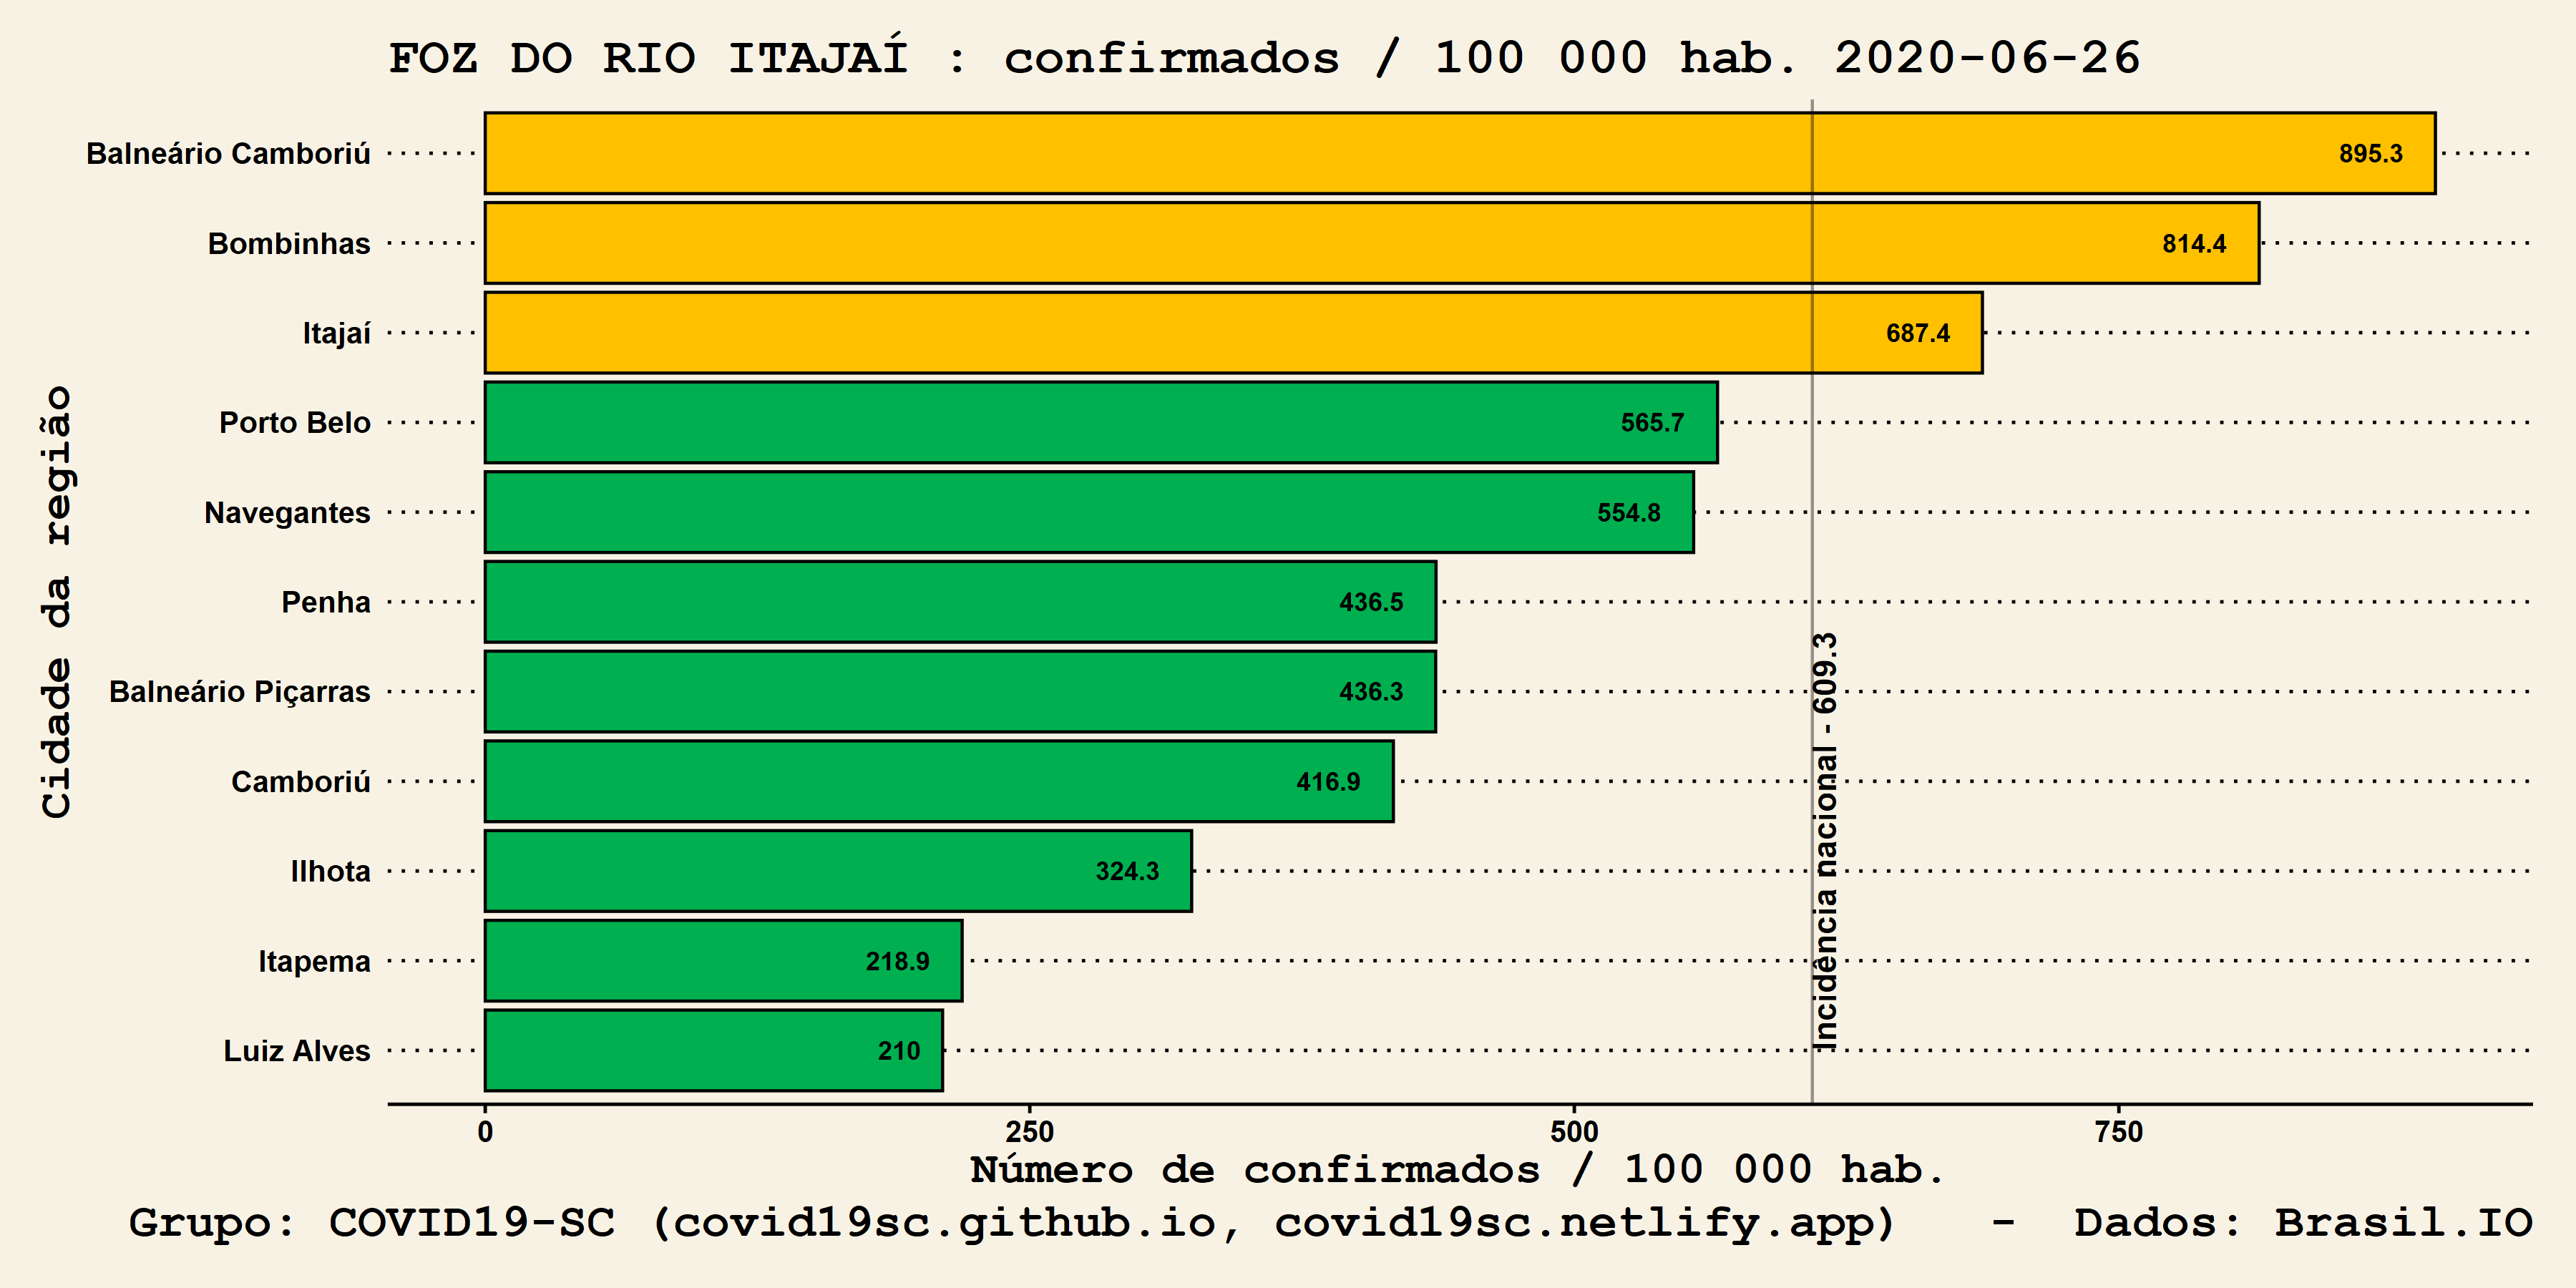 FOZ DO RIO ITAJAÍ : confirmados / 100 000 hab. 2020-06-26
Cidade da região
Balneário Camboriú 895.3
Bombinhas 814.4
Itajaí 687.4
Porto Belo 565.7
Navegantes 554.8
Penha 436.5
Balneário Piçarras 436.3
Camboriú 416.9
Ilhota 324.3
Itapema 218.9
Luiz Alves 210
Incidência nacional - 609.3
0 250 500 750
Número de confirmados / 100 000 hab.
Grupo: COVID19-SC (covid19sc.github.io, covid19sc.netlify.app) - Dados: Brasil.IO